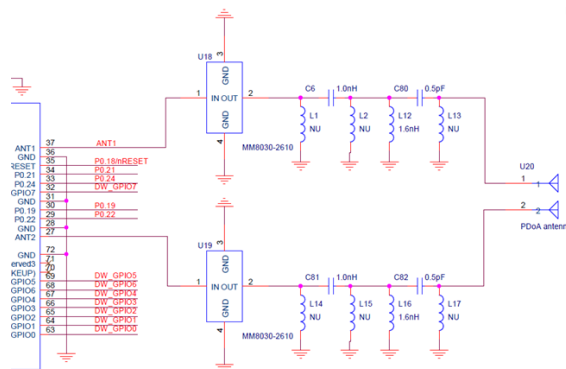 U18
3
GND
1
IN OUT
2
GND
4
MM8030-2610
C6
1.0nH
C80
0.5pF
L1
NU
L2
NU
L12
1.6nH
L13
NU
U20
1
1
2
2
PDoA antenn
ANT1
37
ANT1
GND
36
RESET
35
P0.18/nRESET
P0.21
34
P0.21
P0.24
33
P0.24
GPIO7
32
DW_GPIO7
GND
31
P0.19
30
P0.19
P0.22
29
P0.22
GND
28
ANT2
27
GND
72
erved3
71
KEUP)
70
GPIO5
69
DW_GPIO5
GPIO6
68
DW_GPIO6
GPIO4
67
DW_GPIO4
GPIO3
66
DW_GPIO3
GPIO2
65
DW_GPIO2
GPIO1
64
DW_GPIO1
GPIO0
63
DW_GPIO0
U19
3
GND
1
IN OUT
2
GND
4
MM8030-2610
C81
1.0nH
C82
0.5pF
L14
NU
L15
NU
L16
1.6nH
L17
NU